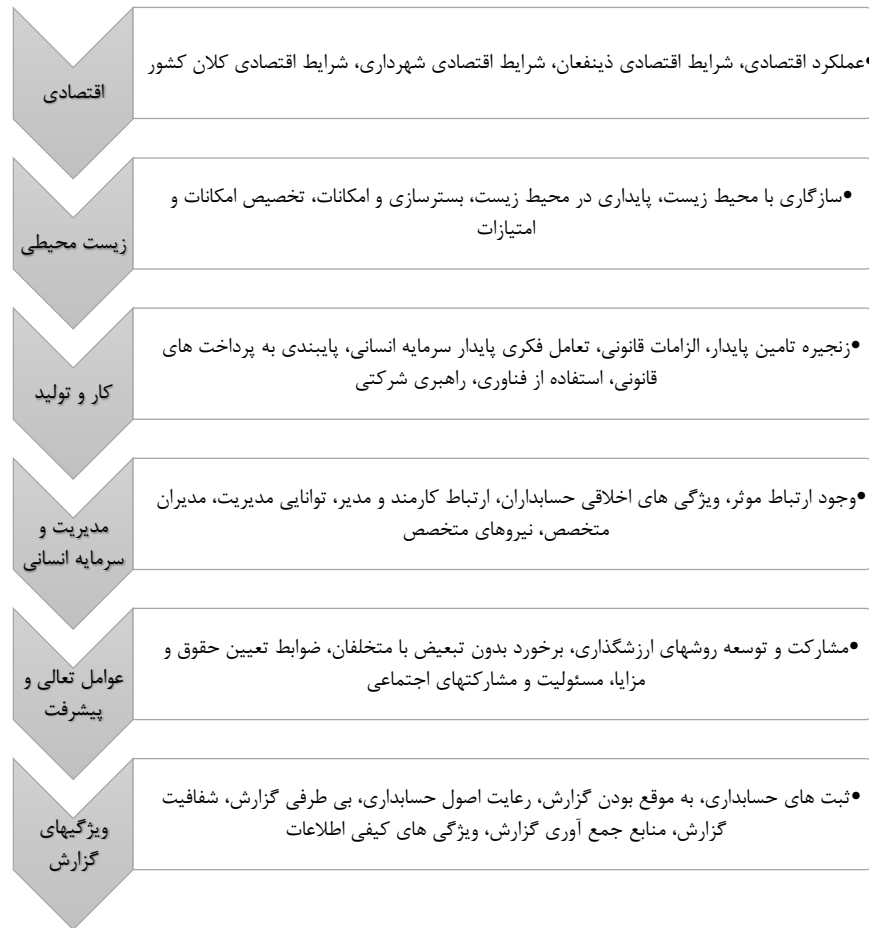 اقتصادی
•عملکرد اقتصادی، شرایط اقتصادی ذینفعان، شرایط اقتصادی شهرداری، شرایط اقتصادی کلان کشور
زیست محیطی
•سازگاری با محیط زیست، پایداری در محیط زیست، بسترسازی و امکانات، تخصیص امکانات و
امتیازات
کار و تولید
•زنجیره تامین پایدار، الزامات قانونی، تعامل فکری پایدار سرمایه انسانی، پایبندی به پرداخت های
قانونی، استفاده از فناوری، راهبری شرکتی
مدیریت و
سرمایه انسانی
•وجود ارتباط موثر، ویژگی های اخلاقی حسابداران، ارتباط کارمند و مدیر، توانایی مدیریت، مدیران
متخصص، نیروهای متخصص
عوامل تعالی و
پیشرفت
•مشارکت و توسعه روشهای ارزشگذاری، برخورد بدون تبعیض با متخلفان، ضوابط تعیین حقوق و
مزایا، مسئولیت و مشارکتهای اجتماعی
ویژگیهای
گزارش
•ثبت های حسابداری، به موقع بودن گزارش، رعایت اصول حسابداری، بی طرفی گزارش، شفافیت
گزارش، منابع جمع آوری گزارش، ویژگی های کیفی اطلاعات